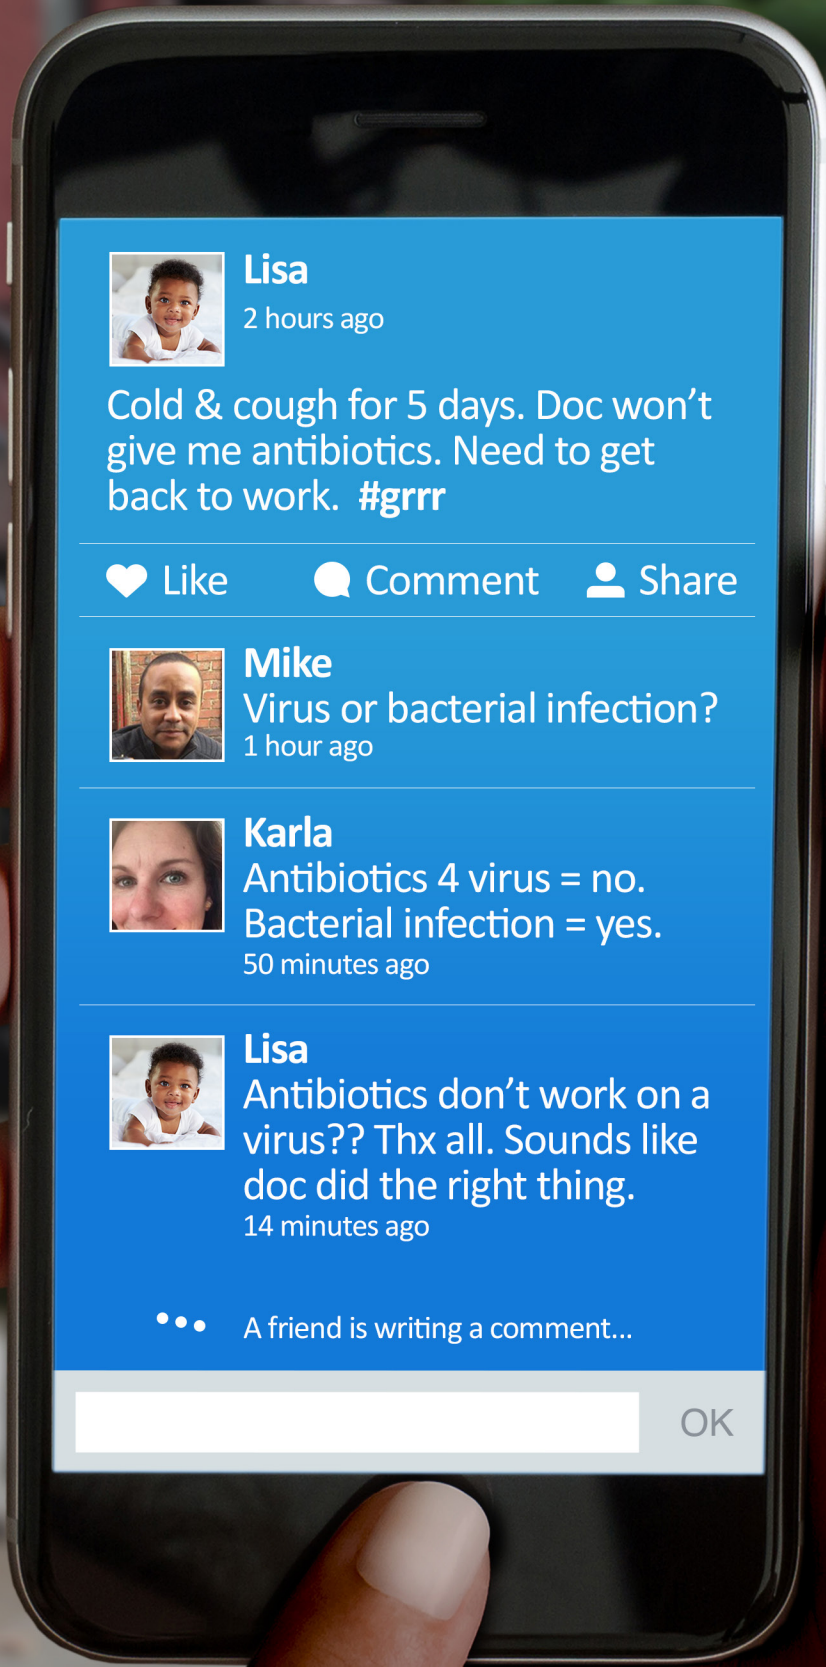 Lisa
2 hours ago
Cold & cough for 5 days. Doc won't
give me antibiotics. Need to get
back to work. #grrr
Like Comment Share
Mike
Virus or bacterial infection?
1 hour ago
Karla
Antibiotics 4 virus = no.
Bacterial infection = yes.
50 minutes ago
Lisa
Antibiotics don't work on a
virus?? Thx all. Sounds like
doc did the right thing.
14 minutes ago
A friend is writing a comment...
OK